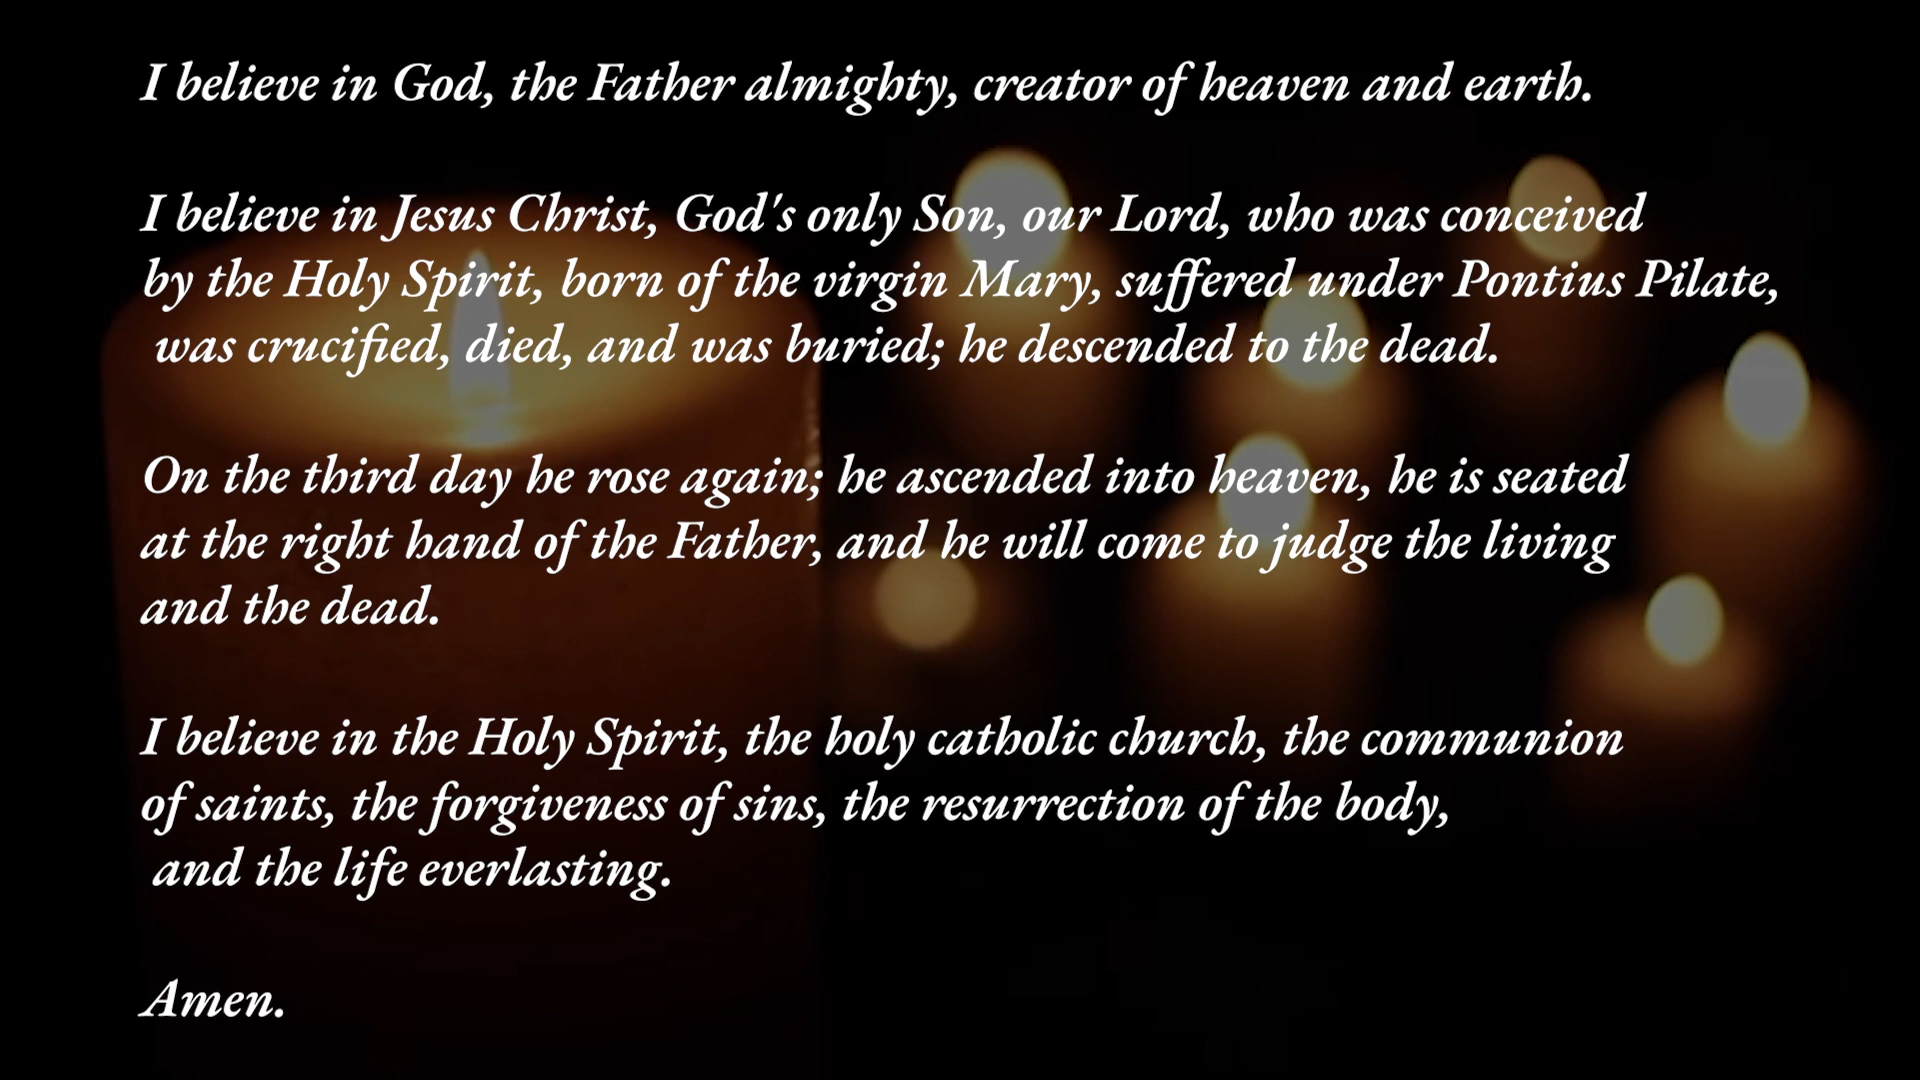 I believe in God, the Father almighty, creator of heaven and earth.
I believe in Jesus Christ, God's only Son, our Lord, who was conceived
by the Holy Spirit, born of the virgin Mary, suffered under Pontius Pilate,
was crucified, died, and was buried; he descended to the dead.
On the third day he rose again; he ascended into heaven, he is seated
at the right hand of the Father, and he will come to judge the living
and the dead.
I believe in the Holy Spirit, the holy catholic church, the communion
of saints, the forgiveness of sins, the resurrection of the body,
and the life everlasting.
Amen.